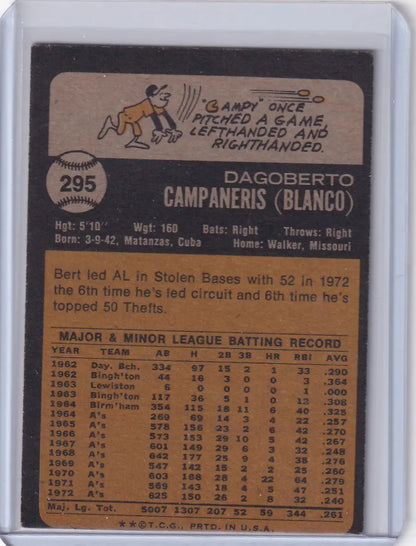 "Campy" once
pitched a game,
lefthanded and
righthanded.
295
DAGOBERTO
CAMPANERIS (BLANCO)
Hgt: 5'10" Wgt: 160 Bats: Right Throws: Right
Born: 3-9-42, Matanzas, Cuba Home: Walker, Missouri
Bert led AL in Stolen Bases with 52 in 1972
the 6th time he's led circuit and 6th time he's
topped 50 Thefts.
MAJOR & MINOR LEAGUE BATTING RECORD
YEAR TEAM AB H 2B 3B HR RBI AVG
1962 Day. Bch. 334 97 15 2 1 33 .290
1962 Bingh'ton 44 16 3 0 0 3 .364
1963 Lewiston 6 0 0 0 1 .000
1963 Bingh'ton 117 36 5 1 0 12 .308
1964 Birm'ham 354 115 18 11 6 40 .325
1964 A's 269 69 14 3 4 22 .257
1965 A's 578 156 23 2 6 42 .270
1966 A's 573 153 29 10 5 42 .267
1967 A's 601 149 29 6 3 32 .248
1968 A's 642 177 25 9 4 38 .276
1969 A's 547 142 15 2 2 25 .260
1970 A's 603 168 28 4 22 64 .279
1971 A's 569 143 18 4 5 47 .251
1972 A's 625 150 26 2 8 32 .240
Maj. Lg. Tot. 5007 1307 207 52 59 344 .261
**©T.C.G. PRTD. IN U.S.A.